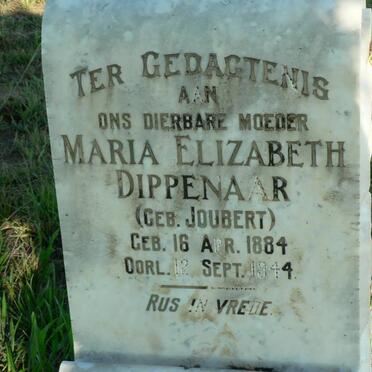 TER GEDACTENIS
AAN
ONS DIERBARE MOEDER
MARIA ELIZABETH
DIPPENAAR
(GEB. JOUBERT)
GEB. 16 APR. 1884
OORL. 12 SEPT. 1944
RUS IN VREDE.